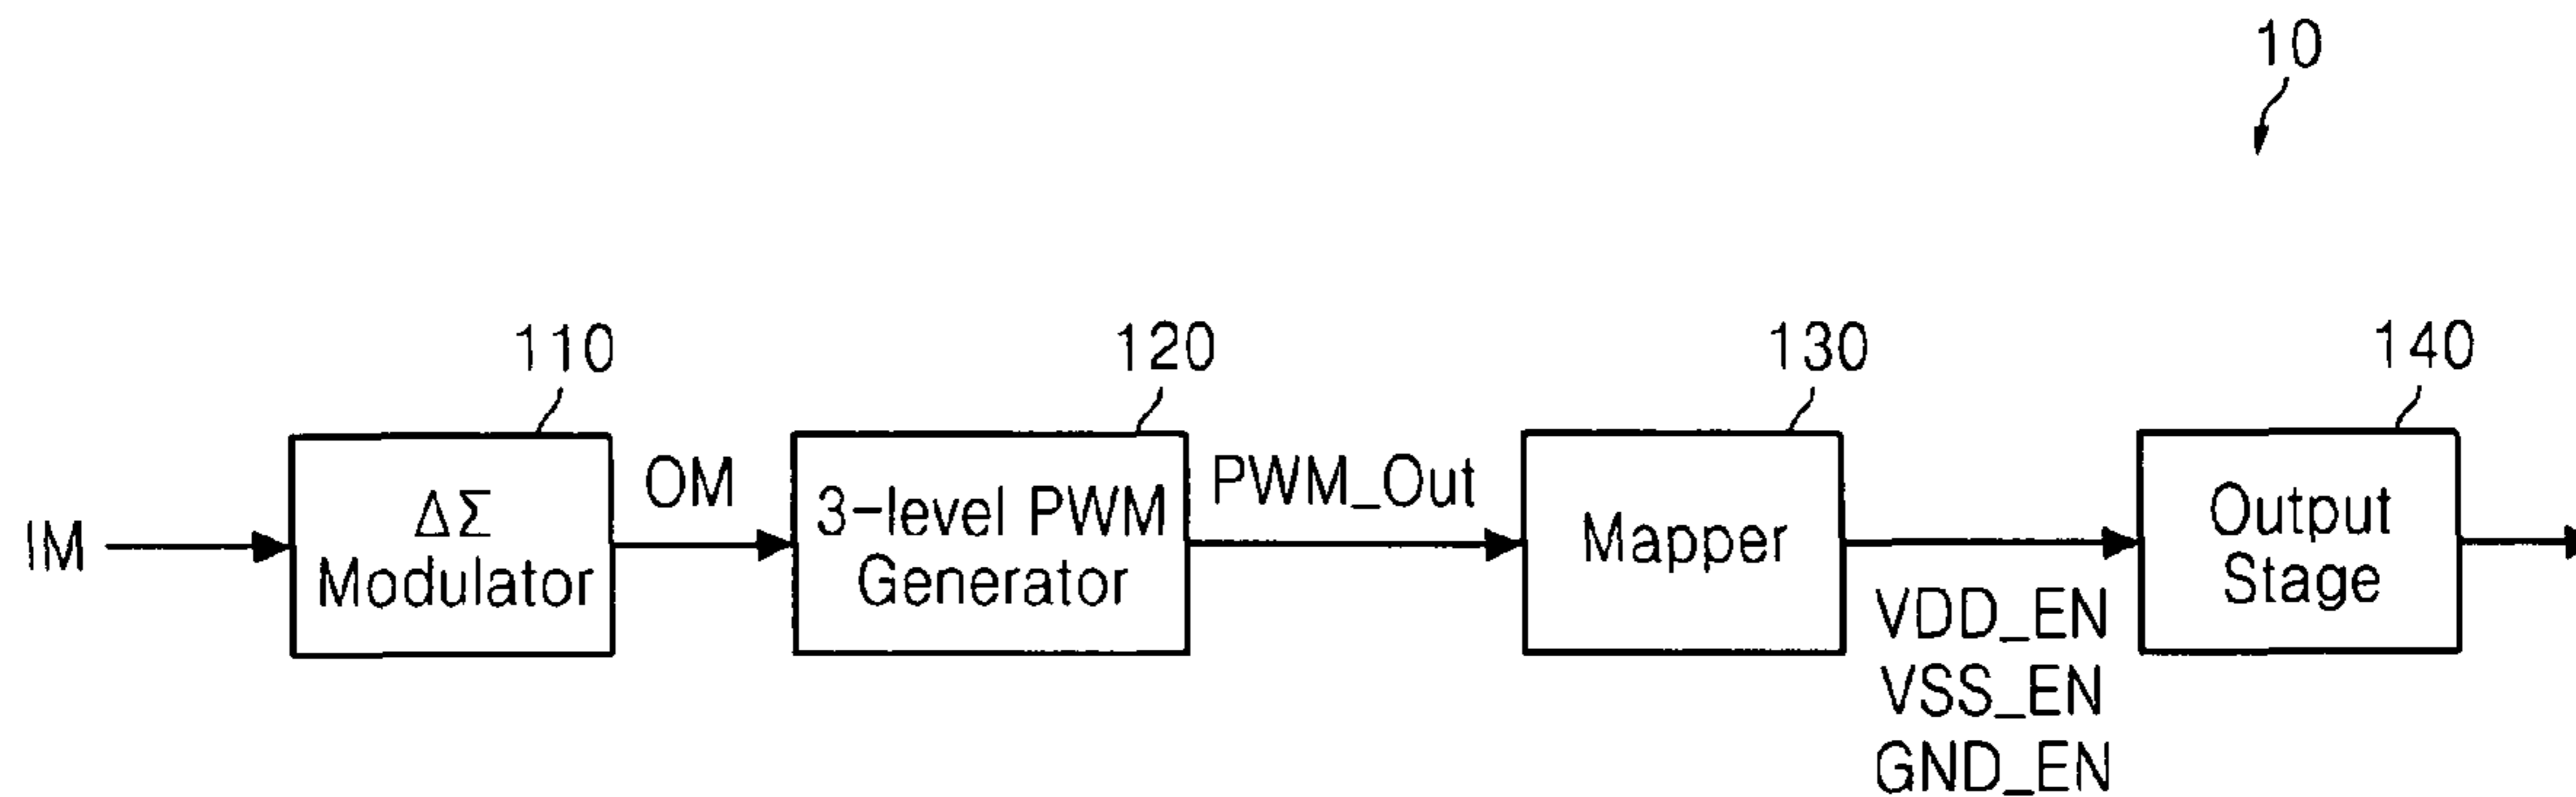 10
110
120
130
140
IM
ΔΣ
Modulator
OM
3-level PWM
Generator
PWM_Out
Mapper
VDD_EN
VSS_EN
GND_EN
Output
Stage